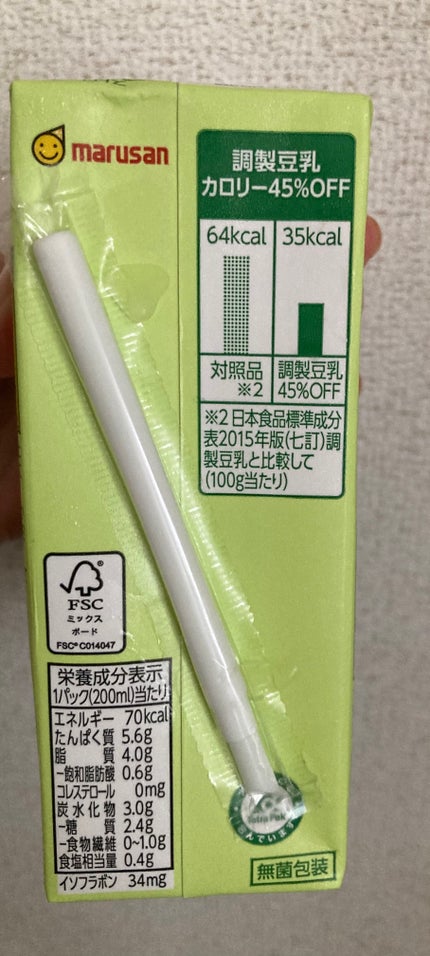 marusan
調製豆乳
カロリー45%OFF
64kcal 35kcal
対照品
※2
調製豆乳
45%OFF
※2 日本食品標準成分
表2015年版(七訂)調
製豆乳と比較して
(100g当たり)
FSC
ミックス
ボード
FSC® C014047
栄養成分表示
1パック(200ml)当たり
エネルギー 70kcal
たんぱく質 5.6g
脂質 4.0g
-飽和脂肪酸 0.6g
コレステロール 0mg
炭水化物 3.0g
-糖質 2.4g
-食物繊維 0~1.0g
食塩相当量 0.4g
イソフラボン 34mg
Tetra Pak
んでいます
無菌包装